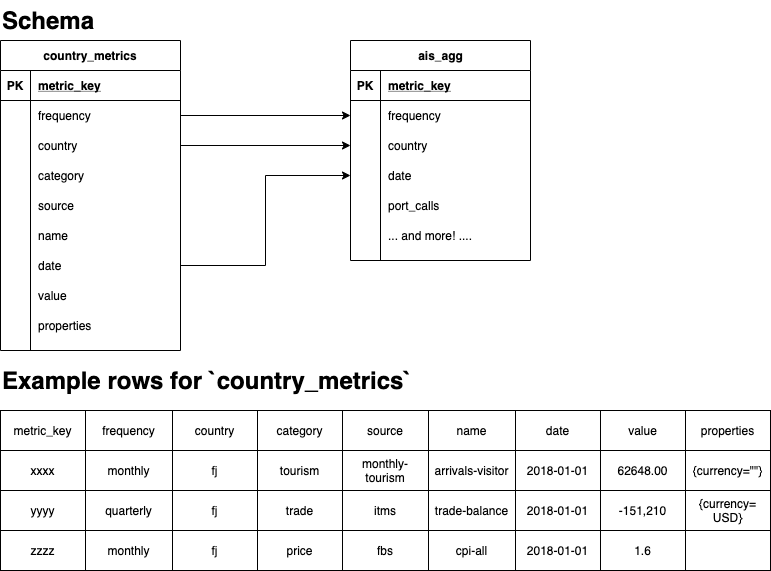 Schema
country_metrics
PK metric_key
frequency
country
category
source
name
date
value
properties
ais_agg
PK metric_key
frequency
country
date
port_calls
... and more! ....
Example rows for `country_metrics`
metric_key frequency country category source name date value properties
xxxx monthly fj tourism monthly-
tourism arrivals-visitor 2018-01-01 62648.00 {currency=""}
yyyy quarterly fj trade itms trade-balance 2018-01-01 -151,210 {currency=
USD}
zzzz monthly fj price fbs cpi-all 2018-01-01 1.6